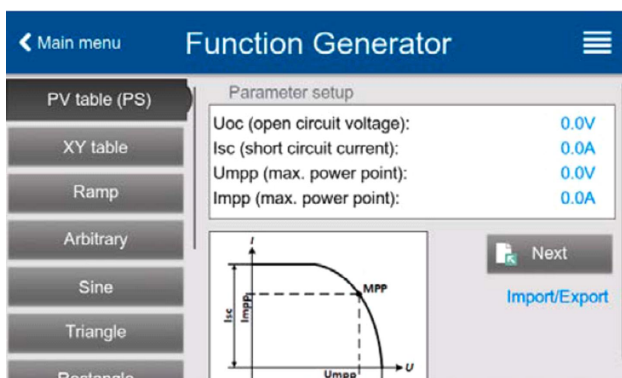 Main menu
Function Generator
PV table (PS)
XY table
Ramp
Arbitrary
Sine
Triangle
Rectangle
Parameter setup
Uoc (open circuit voltage): 0.0V
Isc (short circuit current): 0.0A
Umpp (max. power point): 0.0V
Impp (max. power point): 0.0A
I
Isc
Impp
MPP
Umpp
U
Next
Import/Export